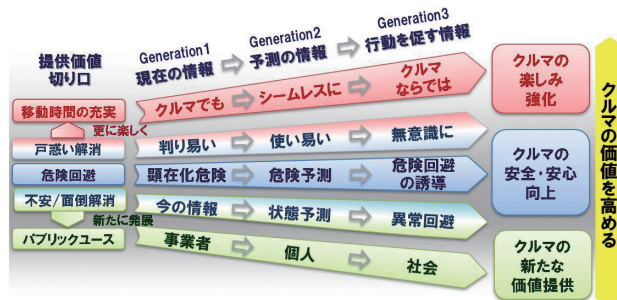 提供価値
切り口
Generation1
現在の情報
Generation2
予測の情報
Generation3
行動を促す情報
移動時間の充実
クルマでも
シームレスに
クルマ
ならでは
クルマの
楽しみ
強化
更に楽しく
戸惑い解消
判り易い
使い易い
無意識に
危険回避
顕在化危険
危険予測
危険回避
の誘導
クルマの
安全・安心
向上
不安/面倒解消
今の情報
状態予測
異常回避
新たに発展
パブリックユース
事業者
個人
社会
クルマの
新たな
価値提供
クルマの価値を高める